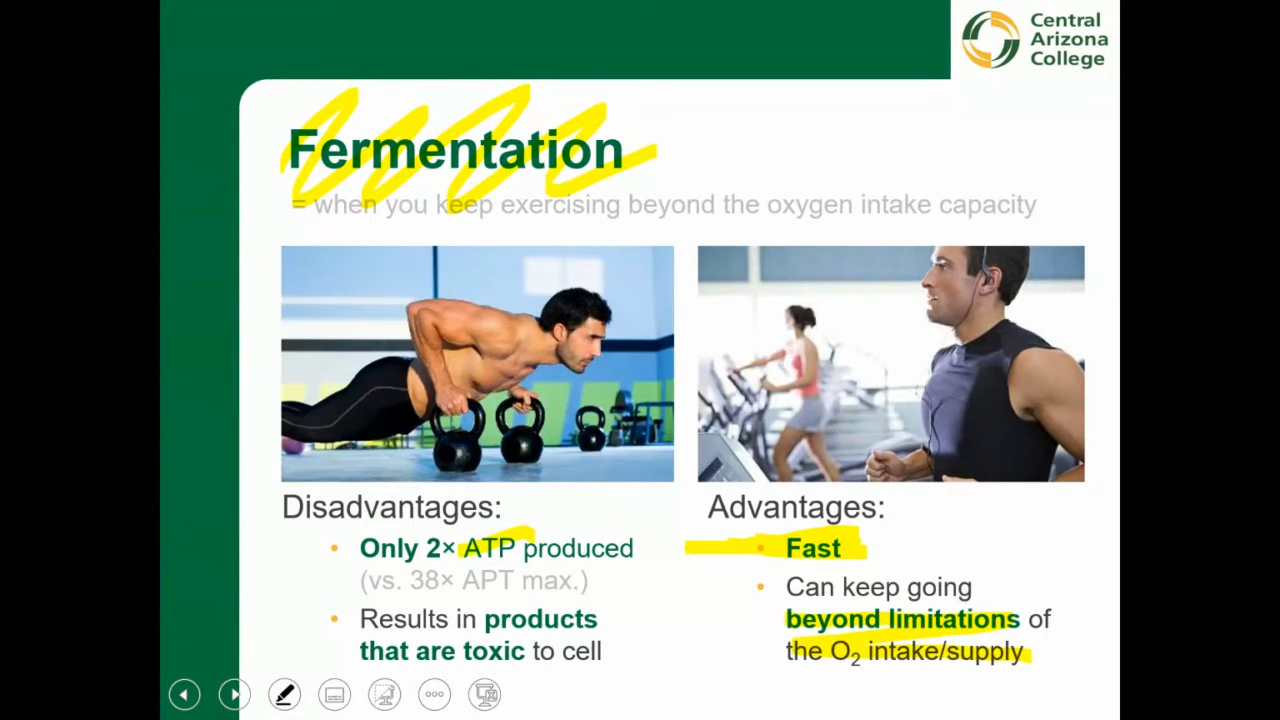 Central
Arizona
College
Fermentation
= when you keep exercising beyond the oxygen intake capacity
Disadvantages:
• Only 2× ATP produced
(vs. 38× APT max.)
• Results in products
that are toxic to cell
Advantages:
• Fast
• Can keep going
beyond limitations of
the O₂ intake/supply